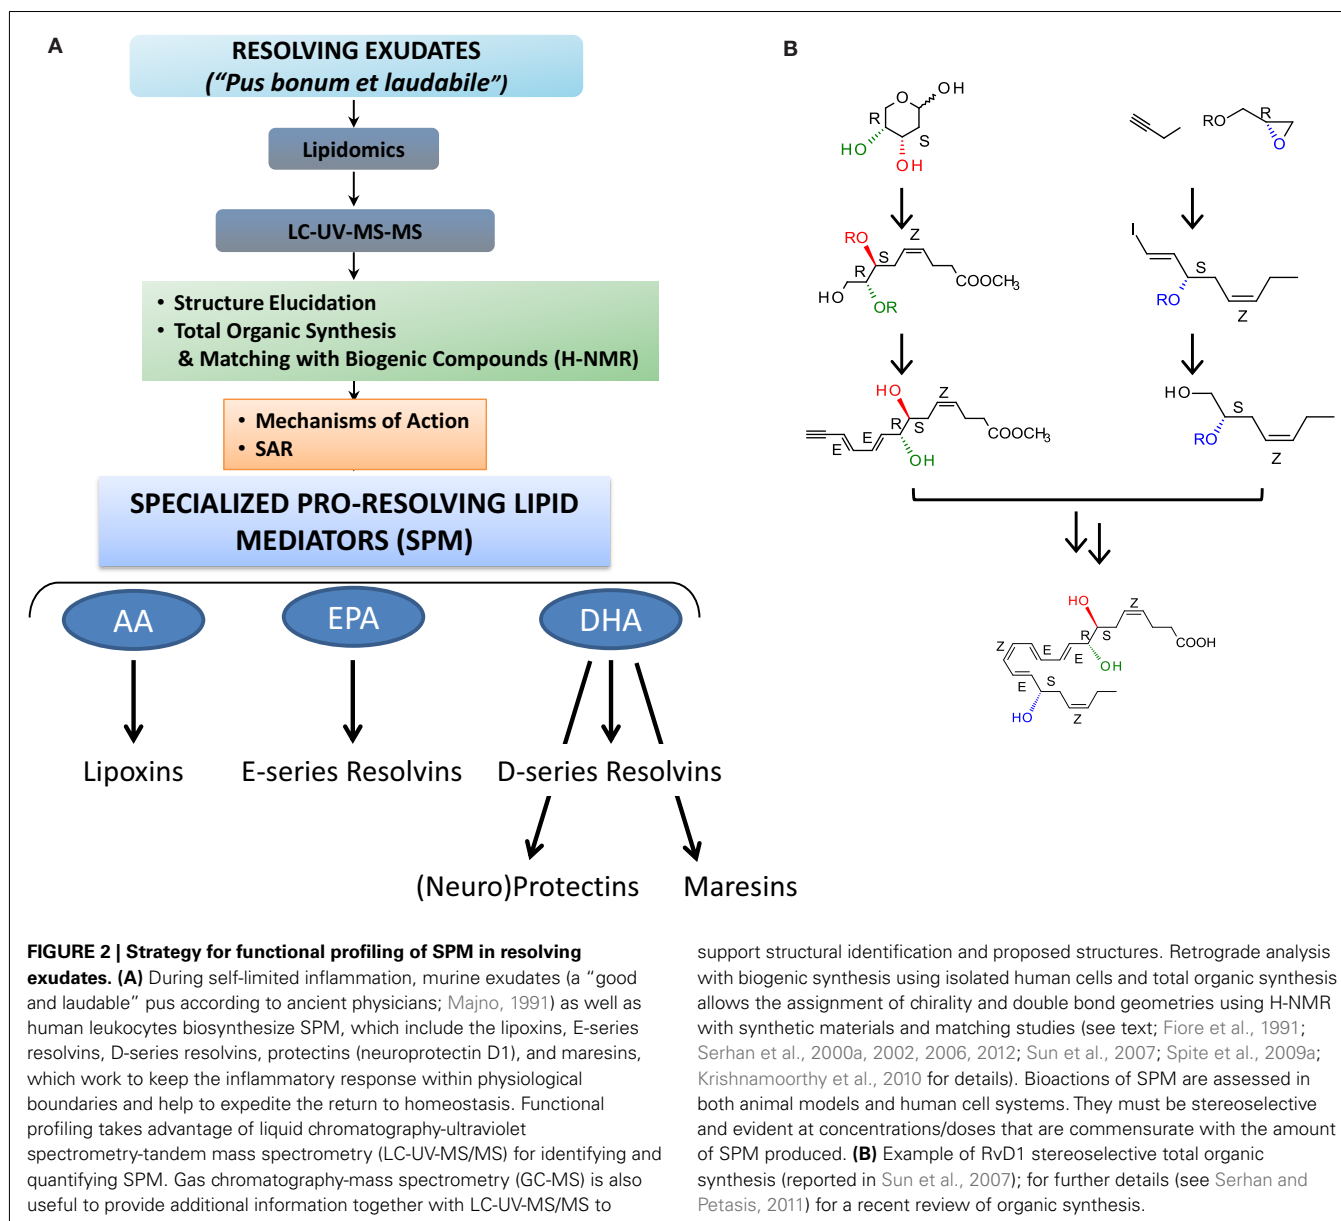 A
RESOLVING EXUDATES
(“Pus bonum et laudabile”)
Lipidomics
LC-UV-MS-MS
• Structure Elucidation
• Total Organic Synthesis
& Matching with Biogenic Compounds (H-NMR)
• Mechanisms of Action
• SAR
SPECIALIZED PRO-RESOLVING LIPID
MEDIATORS (SPM)
AA
EPA
DHA
Lipoxins
E-series Resolvins
D-series Resolvins
(Neuro)Protectins
Maresins
B
O
OH
R
S
HO
OH
RO
R
O
RO
Z
S
R
HO
OR
COOCH3
I
S
RO
Z
HO
Z
R
S
E
E
OH
COOCH3
HO
S
RO
Z
HO
Z
S
R
COOH
Z
E
E
OH
E
S
HO
Z
FIGURE 2 | Strategy for functional profiling of SPM in resolving
exudates. (A) During self-limited inflammation, murine exudates (a “good
and laudable” pus according to ancient physicians; Majno, 1991) as well as
human leukocytes biosynthesize SPM, which include the lipoxins, E-series
resolvins, D-series resolvins, protectins (neuroprotectin D1), and maresins,
which work to keep the inflammatory response within physiological
boundaries and help to expedite the return to homeostasis. Functional
profiling takes advantage of liquid chromatography-ultraviolet
spectrometry-tandem mass spectrometry (LC-UV-MS/MS) for identifying and
quantifying SPM. Gas chromatography-mass spectrometry (GC-MS) is also
useful to provide additional information together with LC-UV-MS/MS to
support structural identification and proposed structures. Retrograde analysis
with biogenic synthesis using isolated human cells and total organic synthesis
allows the assignment of chirality and double bond geometries using H-NMR
with synthetic materials and matching studies (see text; Fiore et al., 1991;
Serhan et al., 2000a, 2002, 2006, 2012; Sun et al., 2007; Spite et al., 2009a;
Krishnamoorthy et al., 2010 for details). Bioactions of SPM are assessed in
both animal models and human cell systems. They must be stereoselective
and evident at concentrations/doses that are commensurate with the amount
of SPM produced. (B) Example of RvD1 stereoselective total organic
synthesis (reported in Sun et al., 2007); for further details (see Serhan and
Petasis, 2011) for a recent review of organic synthesis.